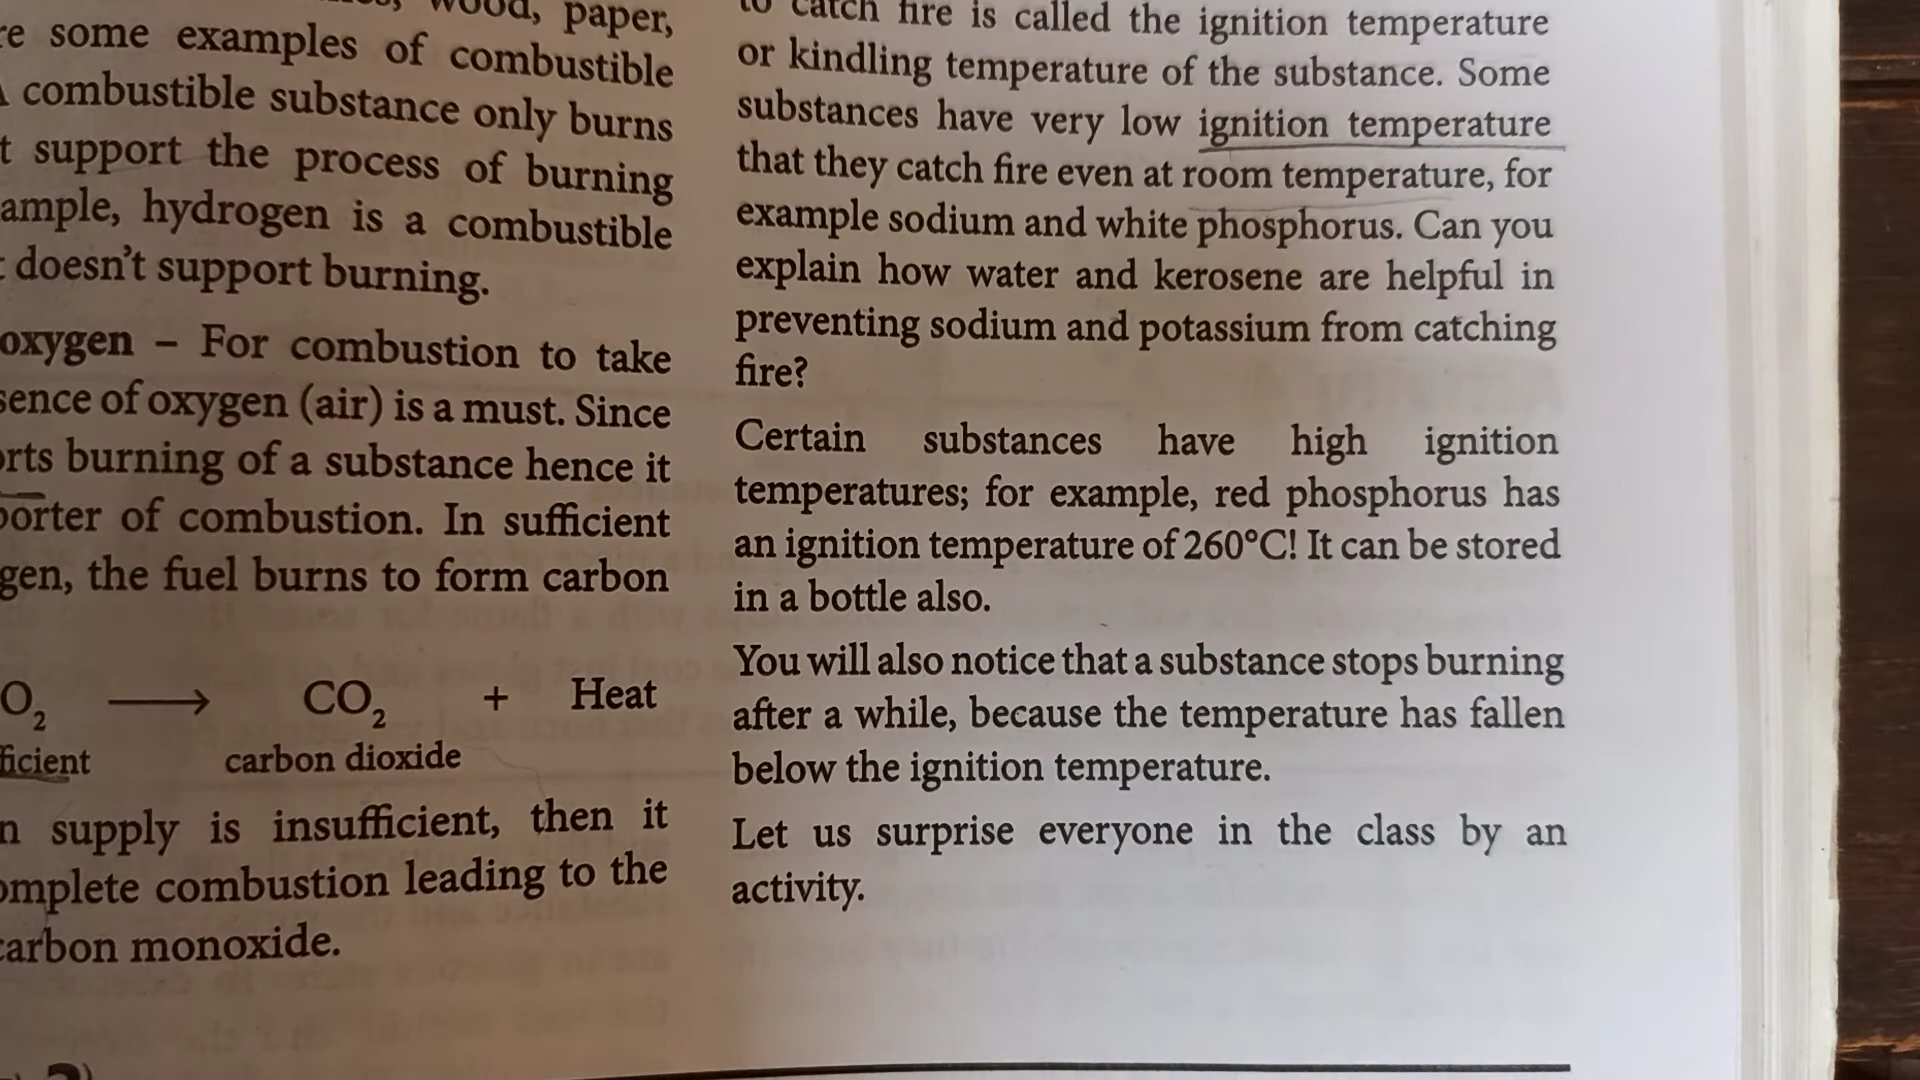 wood, paper,
some examples of combustible
combustible substance only burns
support the process of burning
hydrogen is a combustible
doesn't support burning.
oxygen – For combustion to take
of oxygen (air) is a must. Since
burning of a substance hence it
of combustion. In sufficient
the fuel burns to form carbon
O₂ ⟶ CO₂ + Heat
carbon dioxide
supply is insufficient, then it
combustion leading to the
carbon monoxide.
to catch fire is called the ignition temperature
or kindling temperature of the substance. Some
substances have very low ignition temperature
that they catch fire even at room temperature, for
example sodium and white phosphorus. Can you
explain how water and kerosene are helpful in
preventing sodium and potassium from catching
fire?
Certain substances have high ignition
temperatures; for example, red phosphorus has
an ignition temperature of 260°C! It can be stored
in a bottle also.
You will also notice that a substance stops burning
after a while, because the temperature has fallen
below the ignition temperature.
Let us surprise everyone in the class by an
activity.